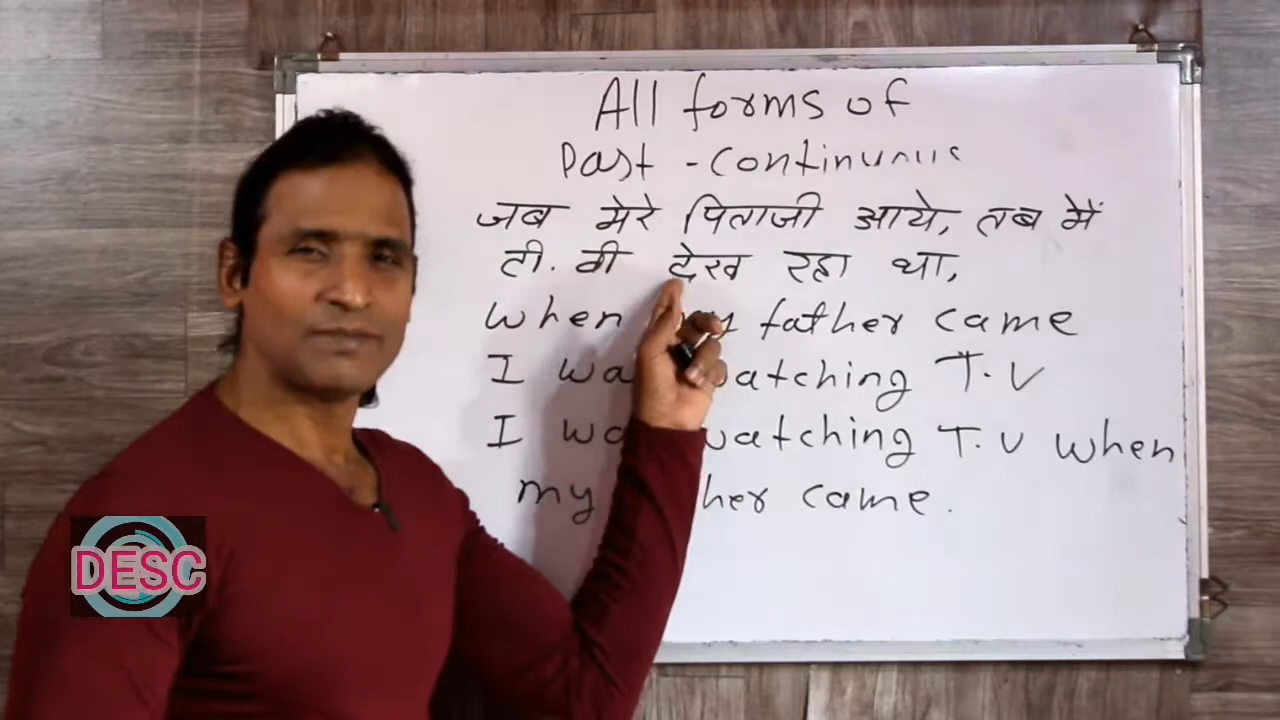 All forms of
Past - Continuous
जब मेरे पिताजी आये, तब मैं
टी. वी देख रहा था,
When my father came
I was watching T.V
I was watching T.V when
my father came.
DESC